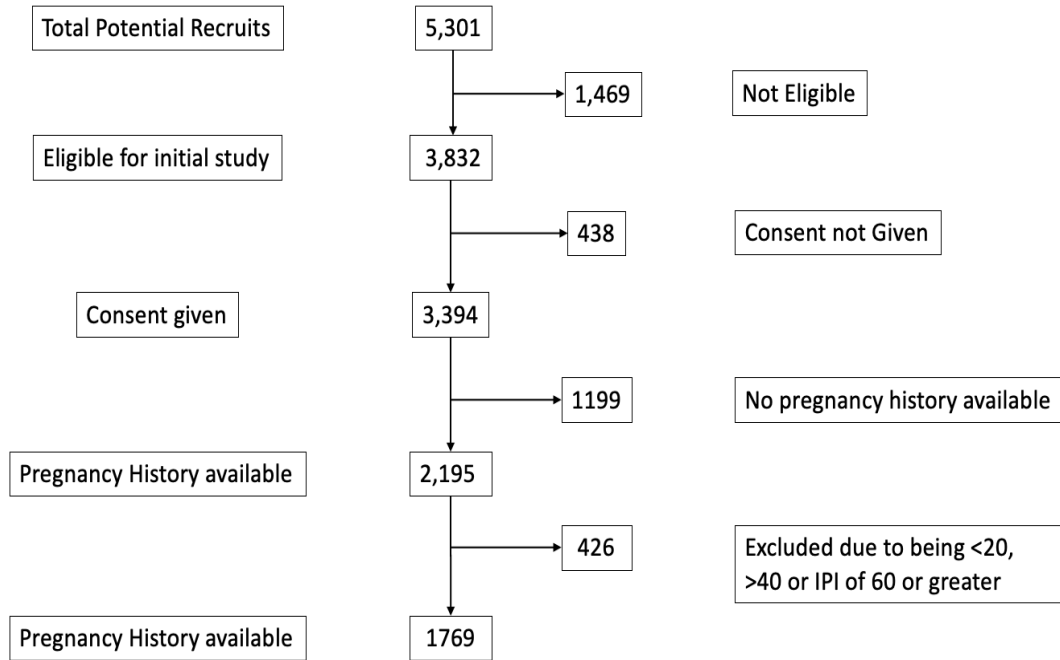 Total Potential Recruits
5,301
1,469
Not Eligible
Eligible for initial study
3,832
438
Consent not Given
Consent given
3,394
1199
No pregnancy history available
Pregnancy History available
2,195
426
Excluded due to being <20,
>40 or IPI of 60 or greater
Pregnancy History available
1769